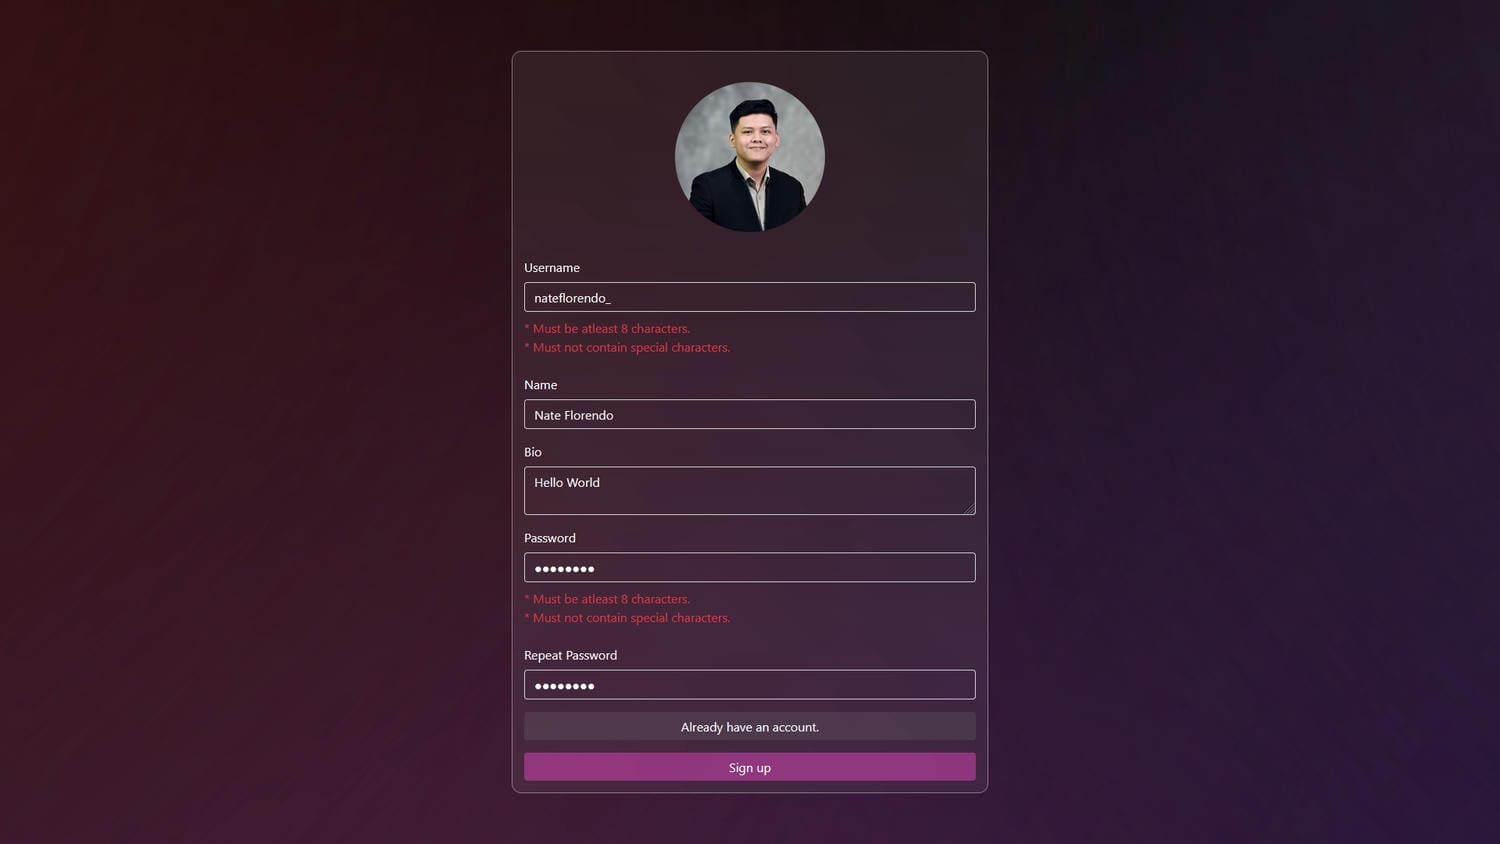 Username
nateflorendo_
* Must be atleast 8 characters.
* Must not contain special characters.
Name
Nate Florendo
Bio
Hello World
Password
●●●●●●●●
* Must be atleast 8 characters.
* Must not contain special characters.
Repeat Password
●●●●●●●●
Already have an account.
Sign up